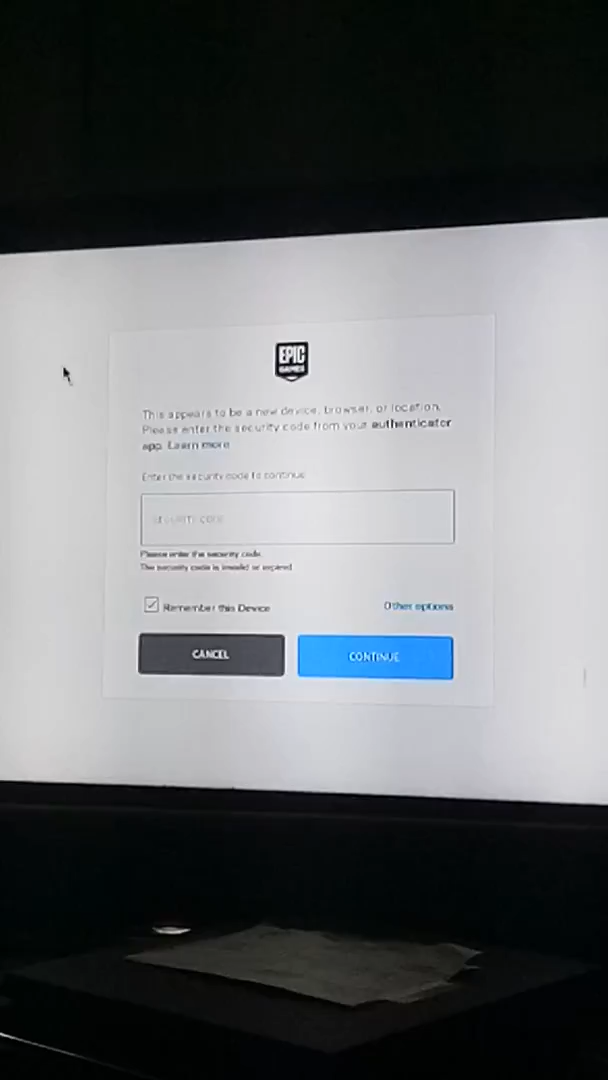 EPIC
GAMES
This appears to be a new device, browser, or location.
Please enter the security code from your authenticator
app. Learn more
Enter the security code to continue
Security code
Please enter the security code.
The security code is invalid or expired
Remember this Device
Other options
CANCEL
CONTINUE